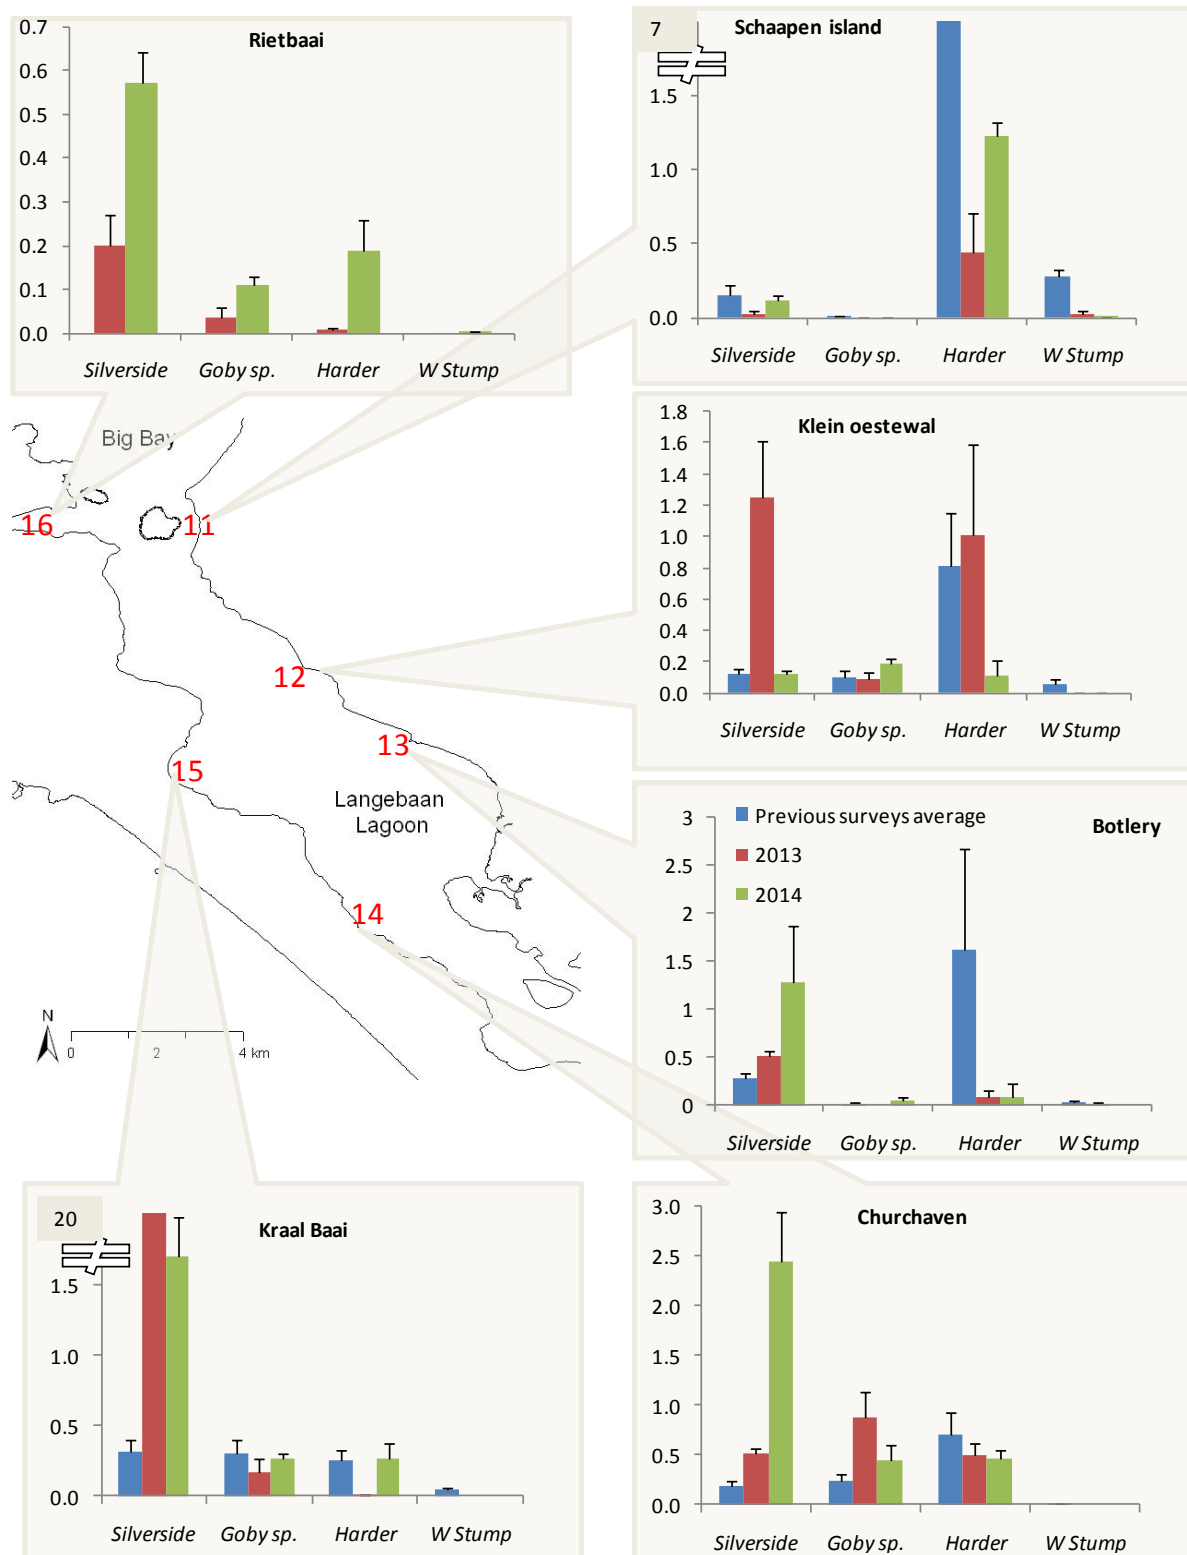 Rietbaai
0.7
0.6
0.5
0.4
0.3
0.2
0.1
0.0
Silverside Goby sp. Harder W Stump
7
Schaapen island
1.5
1.0
0.5
0.0
Silverside Goby sp. Harder W Stump
Big Bay
16
11
12
13
15
14
Langebaan
Lagoon
N
0 2 4 km
Klein oestewal
1.8
1.6
1.4
1.2
1.0
0.8
0.6
0.4
0.2
0.0
Silverside Goby sp. Harder W Stump
Botlery
Previous surveys average
2013
2014
3
2.5
2
1.5
1
0.5
0
Silverside Goby sp. Harder W Stump
20
Kraal Baai
1.5
1.0
0.5
0.0
Silverside Goby sp. Harder W Stump
Churchaven
3.0
2.5
2.0
1.5
1.0
0.5
0.0
Silverside Goby sp. Harder W Stump